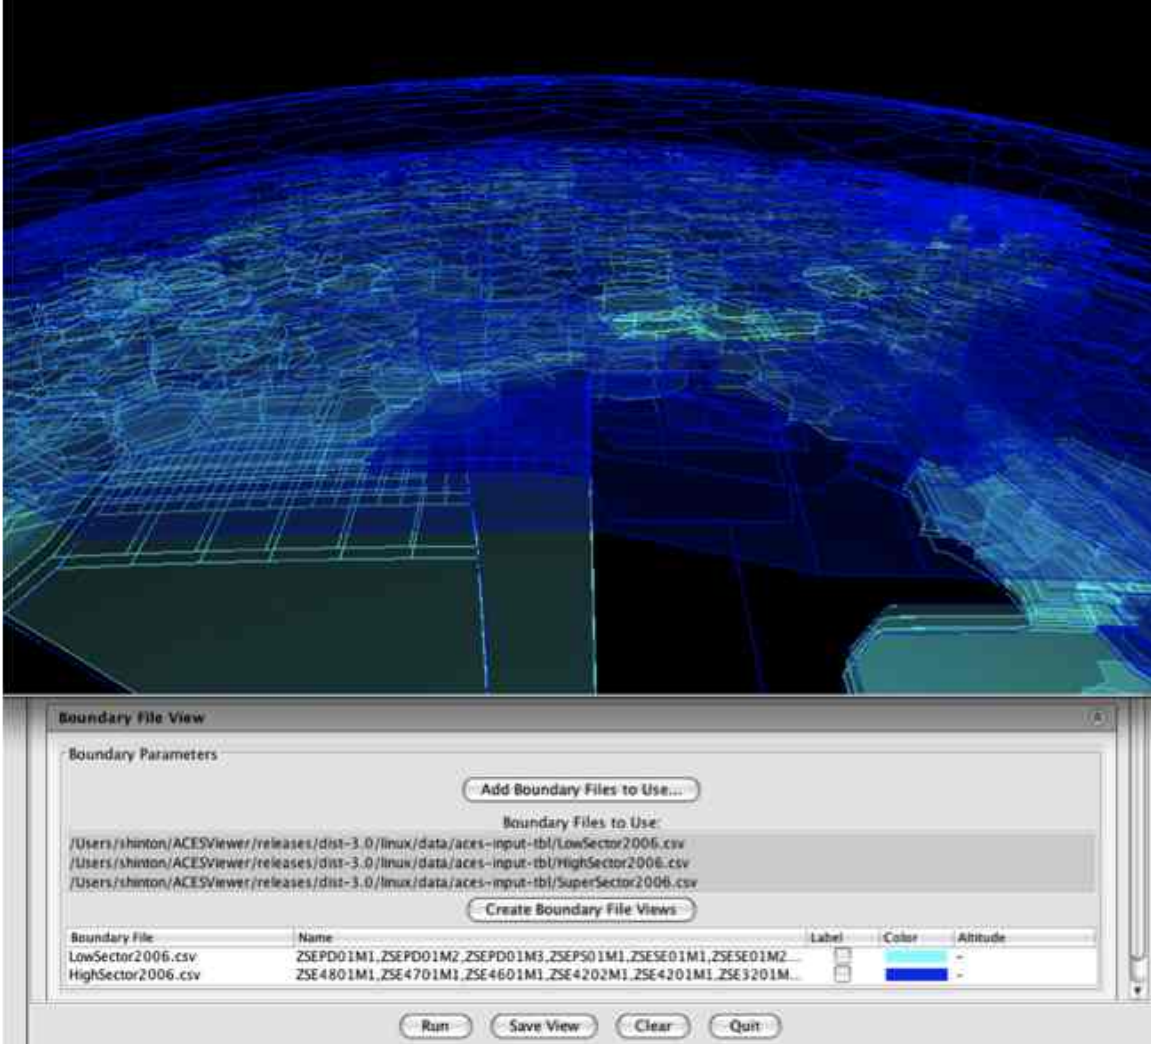 Boundary File View
Boundary Parameters
Add Boundary Files to Use...
Boundary Files to Use:
/Users/shinton/ACESViewer/releases/dist-3.0/linux/data/aces-input-tbl/LowSector2006.csv
/Users/shinton/ACESViewer/releases/dist-3.0/linux/data/aces-input-tbl/HighSector2006.csv
/Users/shinton/ACESViewer/releases/dist-3.0/linux/data/aces-input-tbl/SuperSector2006.csv
Create Boundary File Views
Boundary File Name Label Color Altitude
LowSector2006.csv ZSEPD01M1,ZSEPD01M2,ZSEPD01M3,ZSEPS01M1,ZSESE01M1,ZSESE01M2... -
HighSector2006.csv ZSE4801M1,ZSE4701M1,ZSE4601M1,ZSE4202M1,ZSE4201M1,ZSE3201M... -
Run Save View Clear Quit